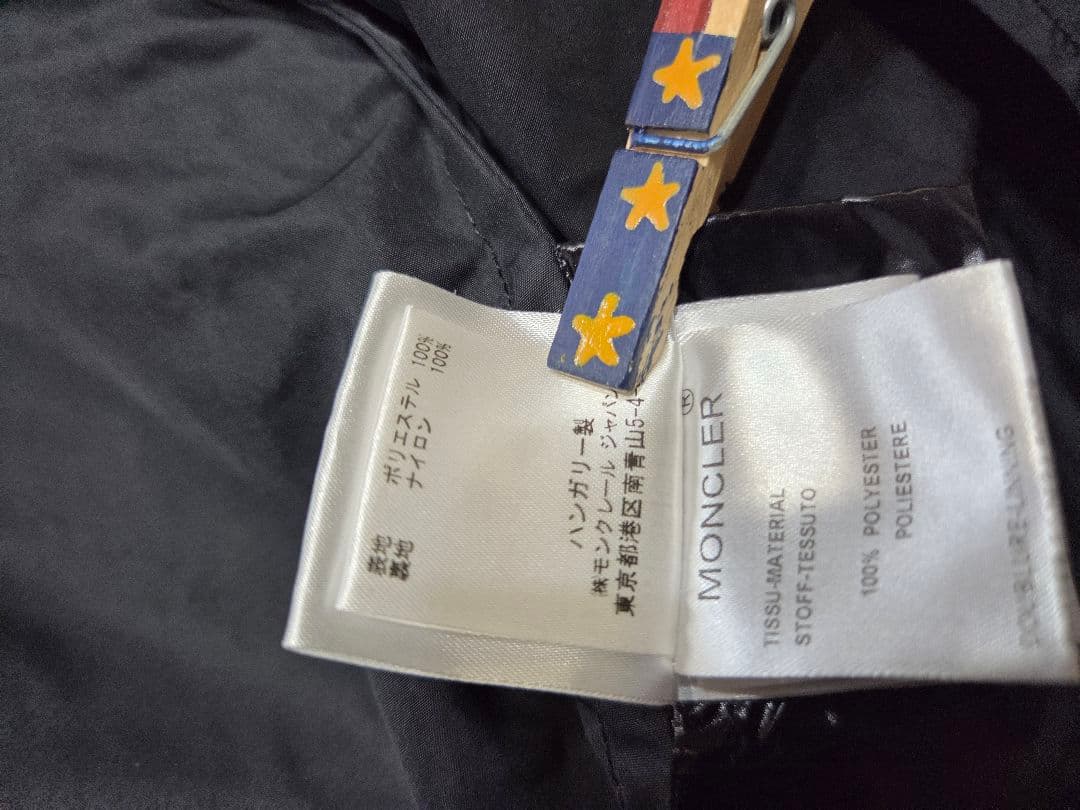 表地 ポリエステル 100%
裏地 ナイロン 100%
ハンガリー製
㈱モンクレール ジャパン
東京都港区南青山5-4
MONCLER®
TISSU-MATERIAL
STOFF-TESSUTO
100% POLYESTER
POLIESTERE
DOUBLURE-LINING